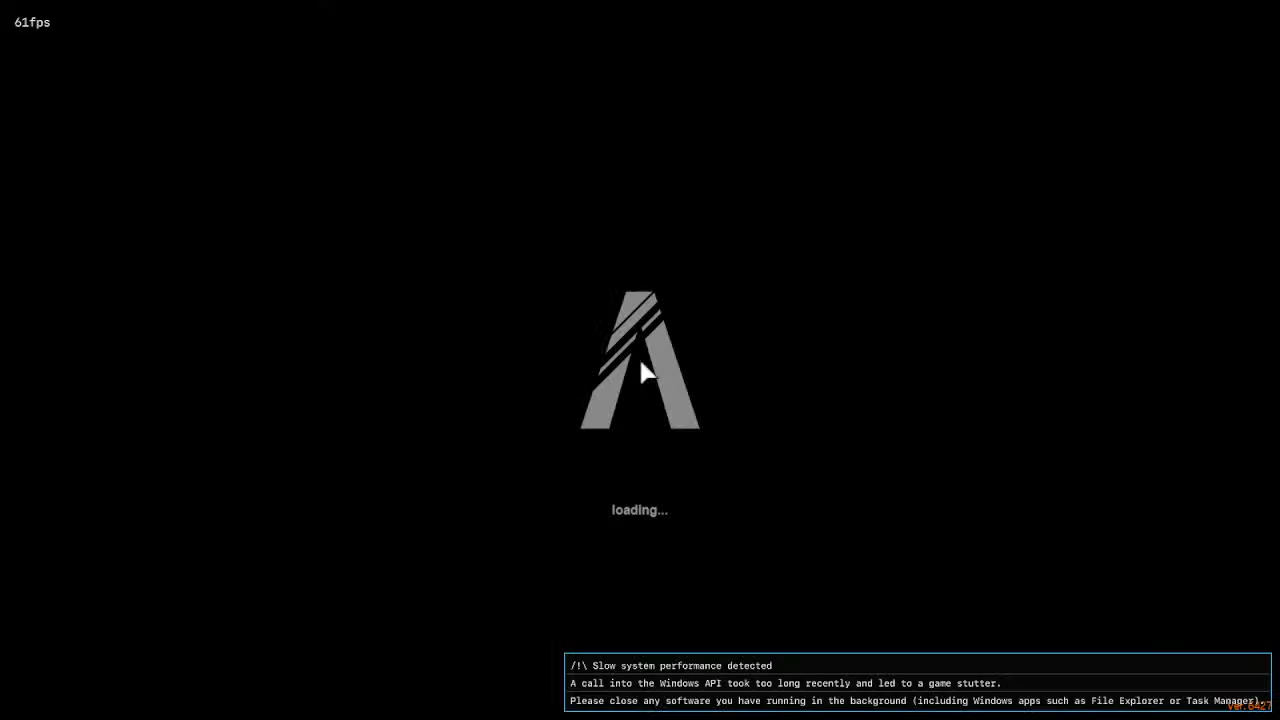 61fps
loading...
/!\ Slow system performance detected
A call into the Windows API took too long recently and led to a game stutter.
Please close any software you have running in the background (including Windows apps such as File Explorer or Task Manager).
ver.6427